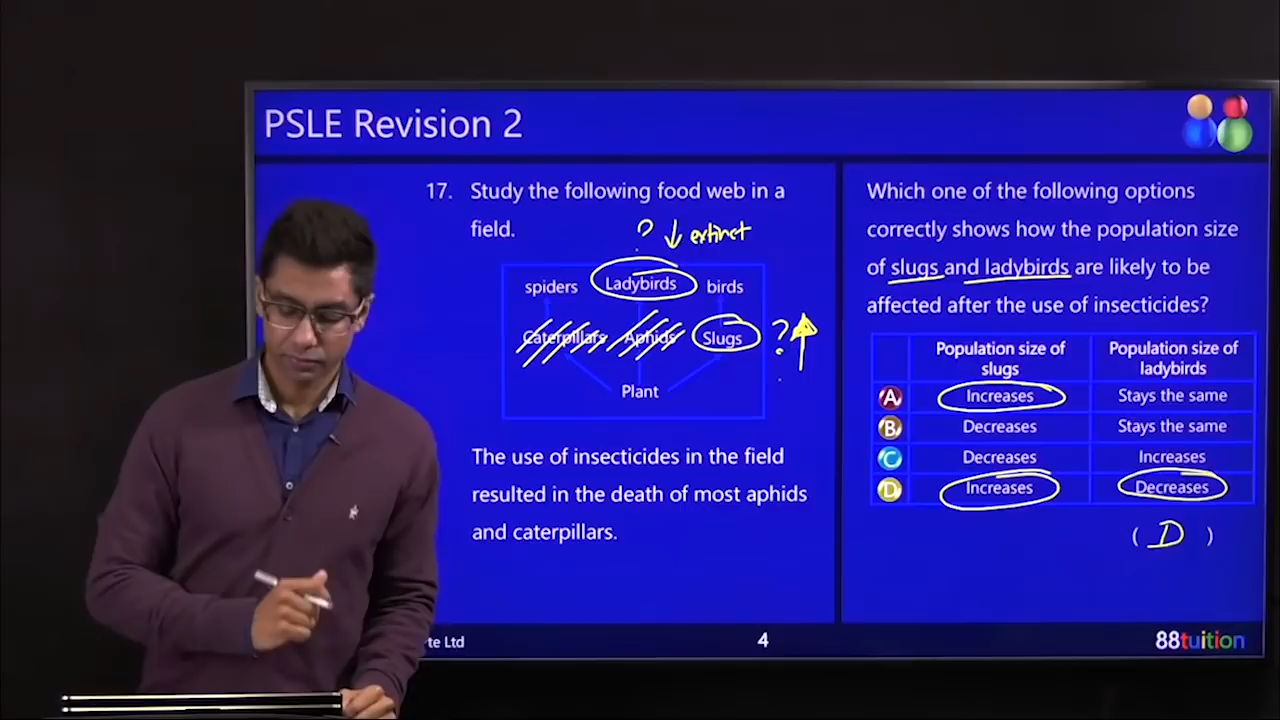 PSLE Revision 2
17. Study the following food web in a
field.
? ↓ extinct
spiders Ladybirds birds
Caterpillars Aphids Slugs ? ↑
Plant
The use of insecticides in the field
resulted in the death of most aphids
and caterpillars.
Which one of the following options
correctly shows how the population size
of slugs and ladybirds are likely to be
affected after the use of insecticides?
Population size of slugs Population size of ladybirds
A Increases Stays the same
B Decreases Stays the same
C Decreases Increases
D Increases Decreases
( D )
te Ltd 4 88tuition